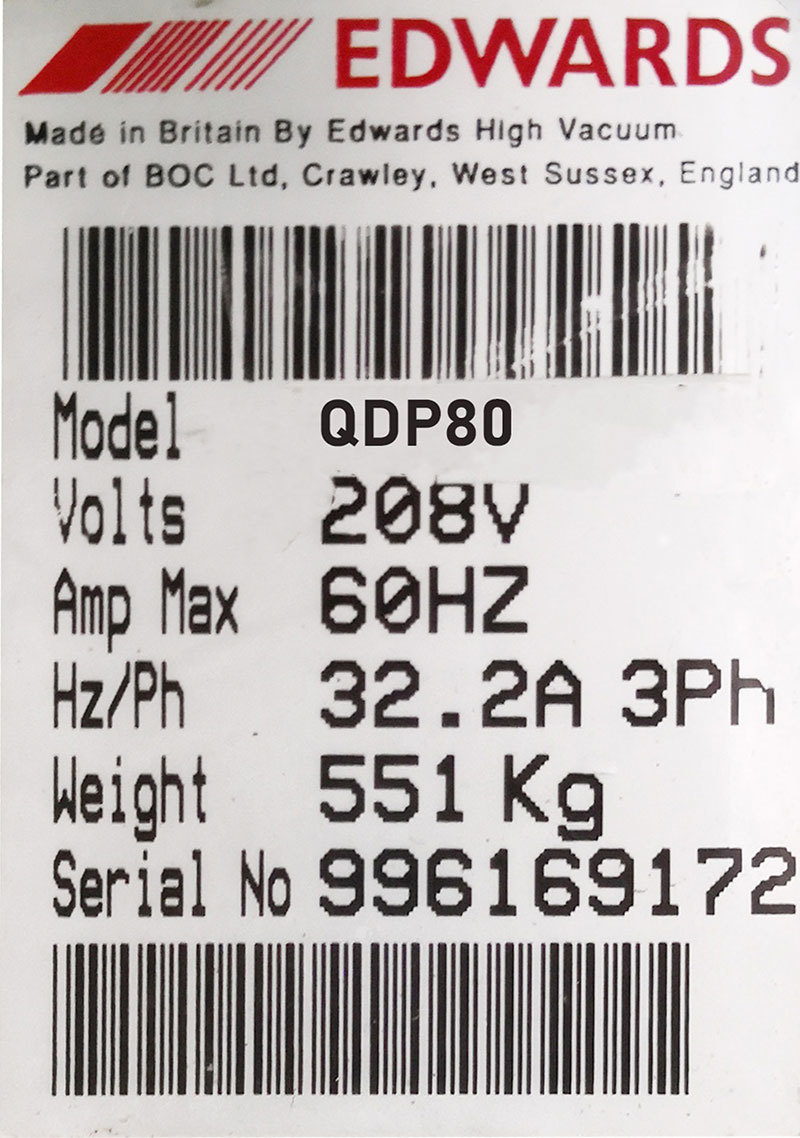 EDWARDS
Made in Britain By Edwards High Vacuum
Part of BOC Ltd, Crawley, West Sussex, England
Model QDP80
Volts 208V
Amp Max 60HZ
Hz/Ph 32.2A 3Ph
Weight 551 Kg
Serial No 996169172